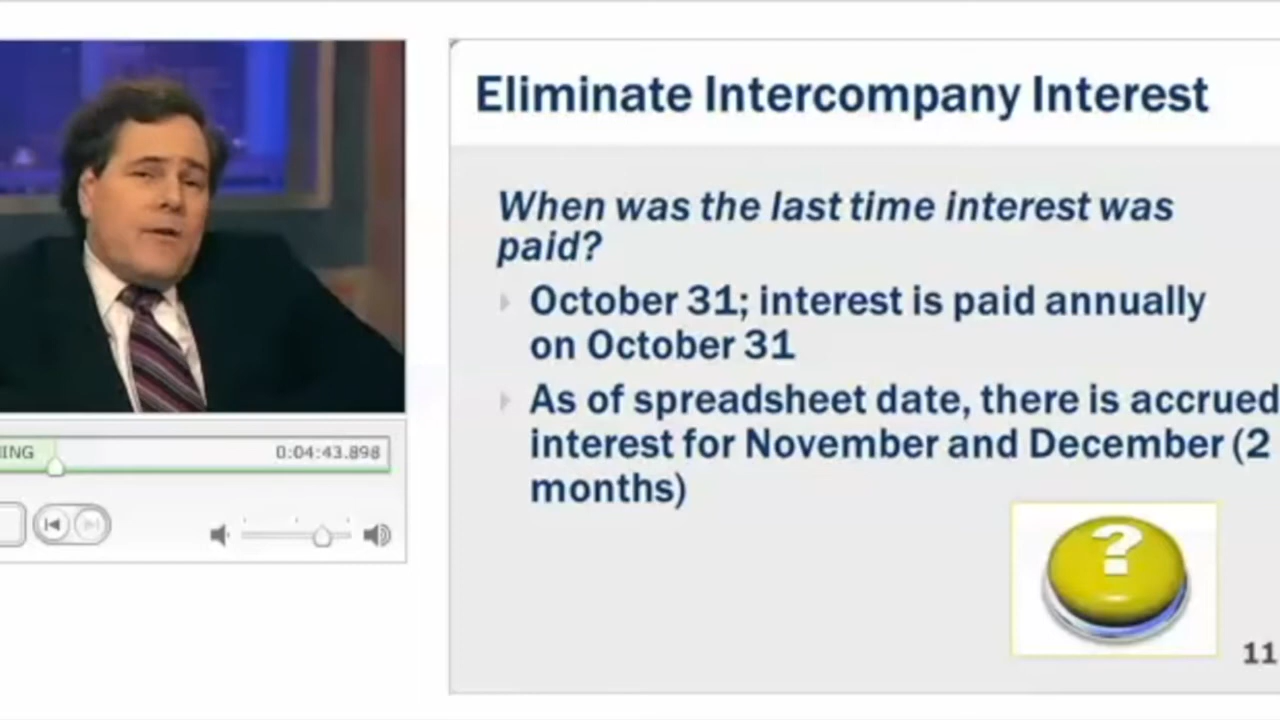 Eliminate Intercompany Interest
When was the last time interest was
paid?
October 31; interest is paid annually
on October 31
As of spreadsheet date, there is accrued
interest for November and December (2
months)
?
11
ING
0:04:43.898